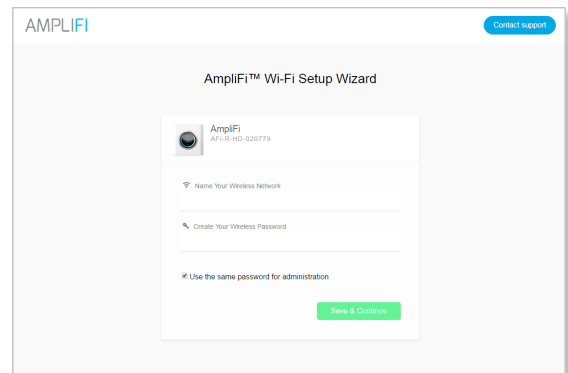 AMPLIFI
Contact support
AmpliFi™ Wi-Fi Setup Wizard
AmpliFi
AFi-R-HD-020779
Name Your Wireless Network
Create Your Wireless Password
Use the same password for administration
Save & Continue